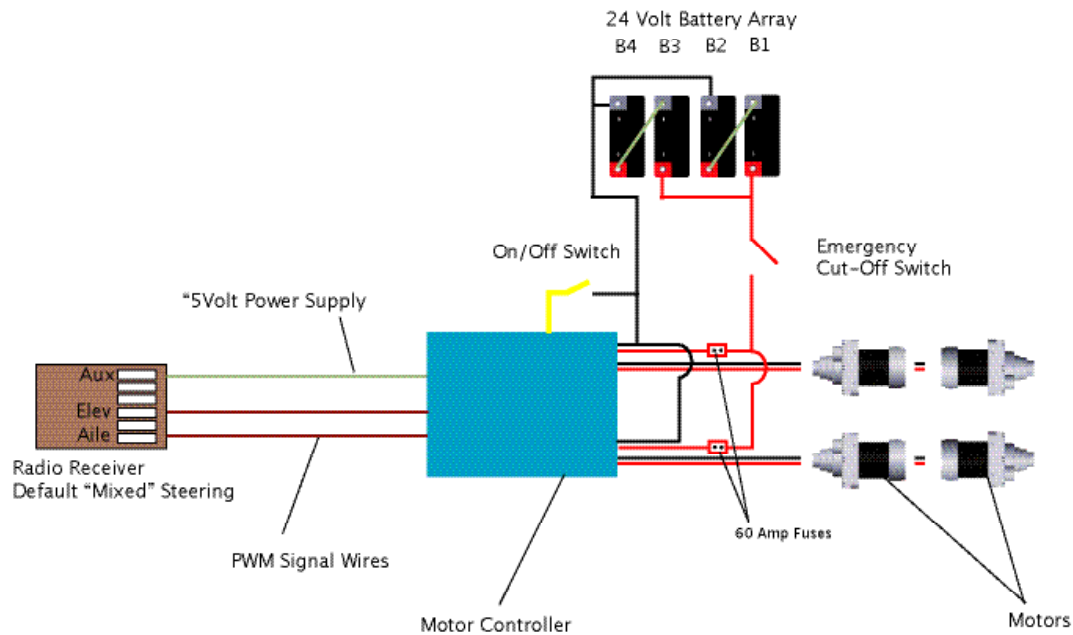 24 Volt Battery Array
B4 B3 B2 B1
On/Off Switch
Emergency
Cut-Off Switch
"5Volt Power Supply
Aux
Elev
Aile
Radio Receiver
Default "Mixed" Steering
PWM Signal Wires
60 Amp Fuses
Motor Controller
Motors